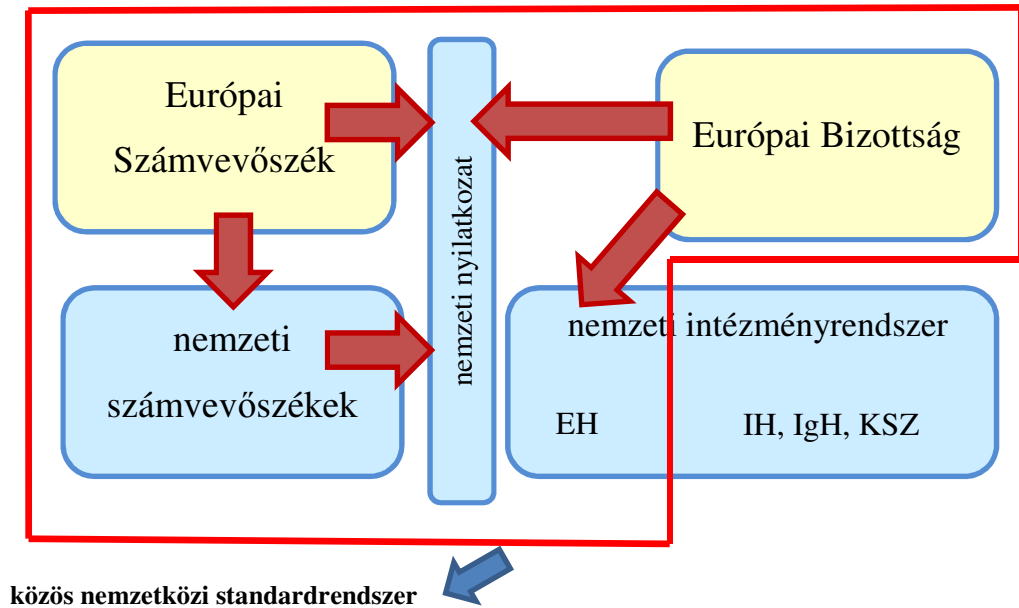 Európai
Számvevőszék
nemzeti nyilatkozat
Európai Bizottság
nemzeti
számvevőszékek
nemzeti intézményrendszer
EH
IH, IgH, KSZ
közös nemzetközi standardrendszer